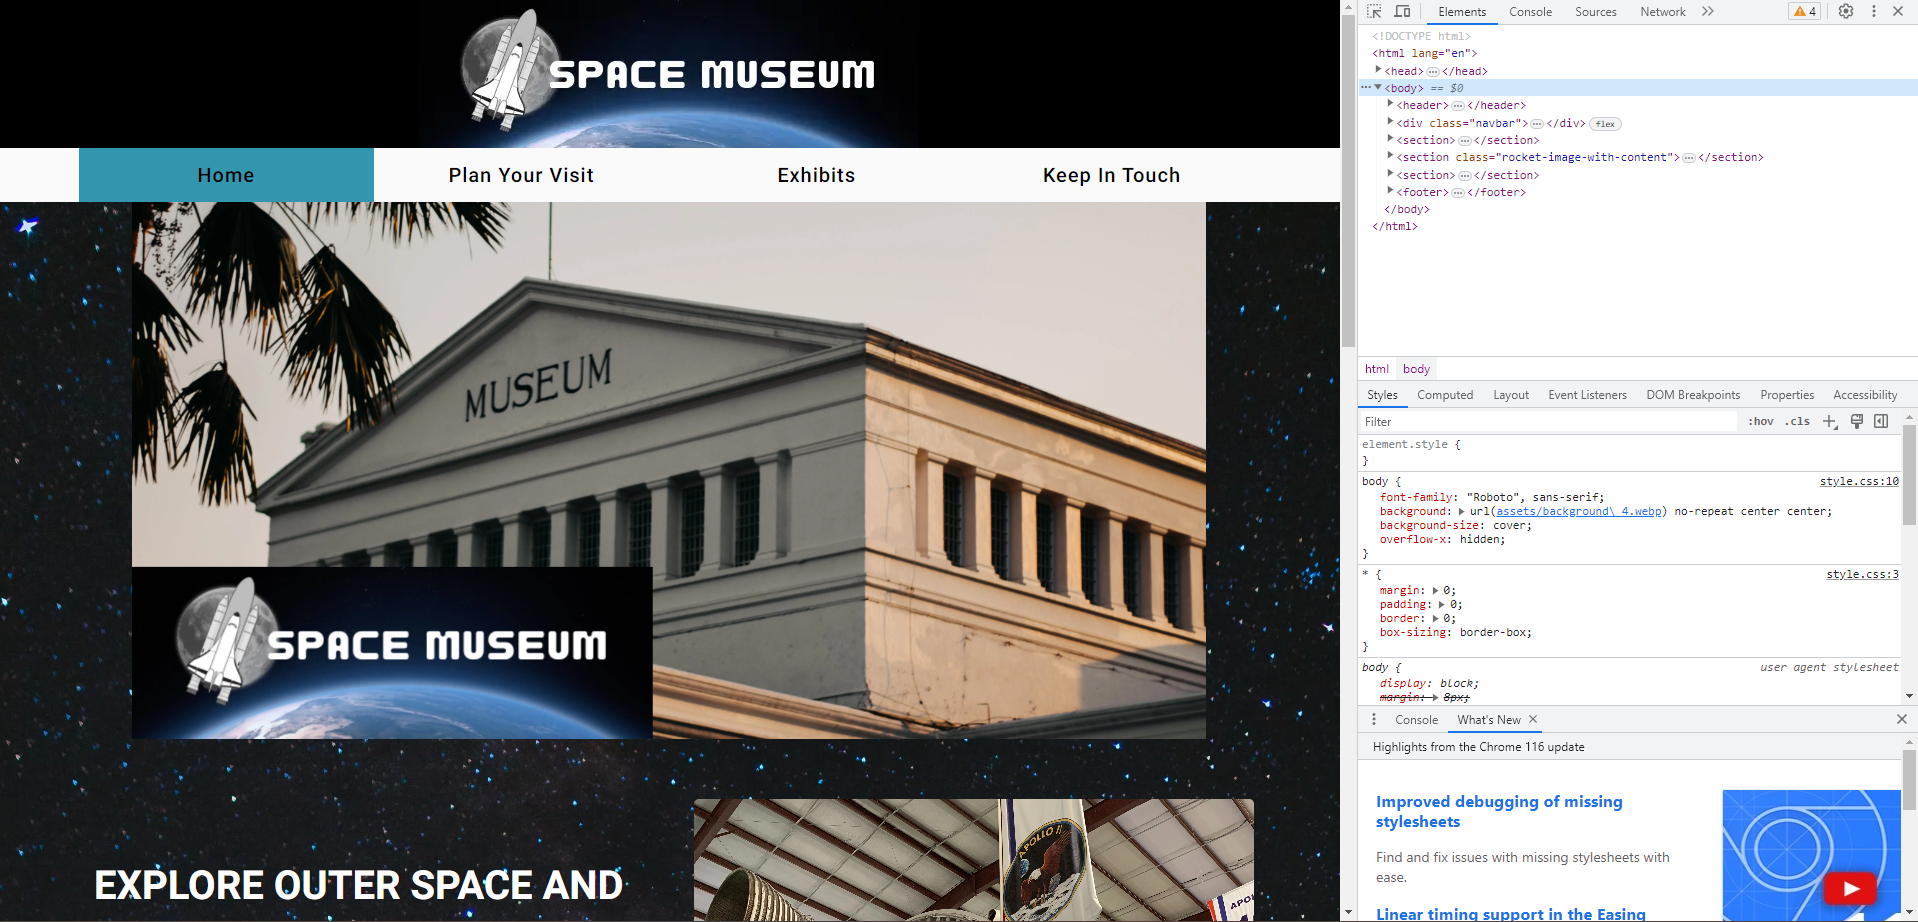 SPACE MUSEUM
Home
Plan Your Visit
Exhibits
Keep In Touch
MUSEUM
SPACE MUSEUM
APOLLO 11
APOL
EXPLORE OUTER SPACE AND
Elements
Console
Sources
Network
4
<!DOCTYPE html>
<html lang="en">
<head> ⋯ </head>
⋯ <body> == $0
<header> ⋯ </header>
<div class="navbar"> ⋯ </div> flex
<section> ⋯ </section>
<section class="rocket-image-with-content"> ⋯ </section>
<section> ⋯ </section>
<footer> ⋯ </footer>
</body>
</html>
html body
Styles
Computed
Layout
Event Listeners
DOM Breakpoints
Properties
Accessibility
Filter
:hov .cls
element.style {
}
body { style.css:10
font-family: "Roboto", sans-serif;
background: url(assets/background\ 4.webp) no-repeat center center;
background-size: cover;
overflow-x: hidden;
}
* { style.css:3
margin: 0;
padding: 0;
border: 0;
box-sizing: border-box;
}
body { user agent stylesheet
display: block;
margin: 8px;
Console
What's New
Highlights from the Chrome 116 update
Improved debugging of missing
stylesheets
Find and fix issues with missing stylesheets with
ease.
Linear timing support in the Easing